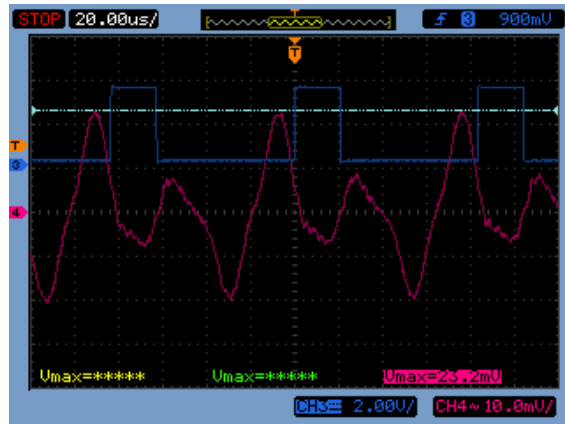 STOP 20.00us/ T f 3 900mV
T
T
3
4
Vmax=***** Vmax=***** Vmax=23.2mV
CH3 2.00V/ CH4~10.0mV/